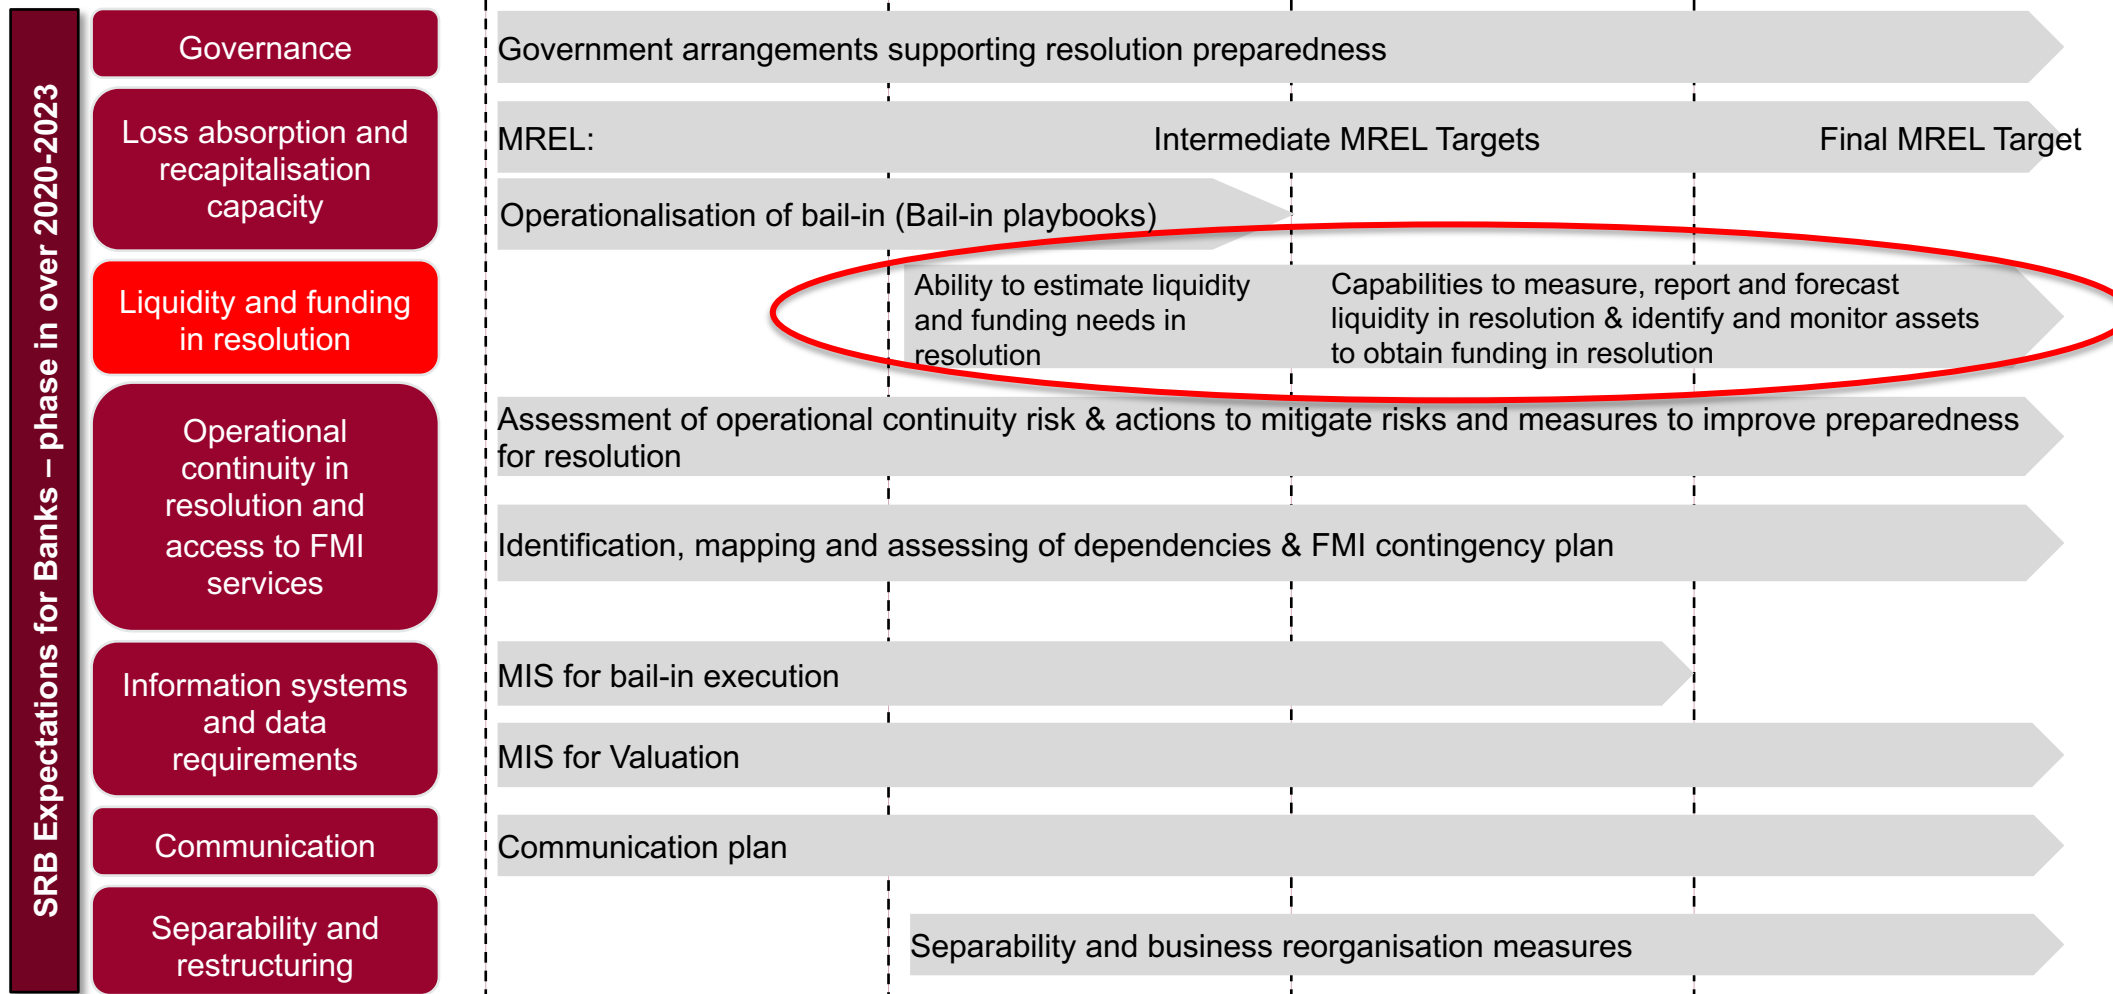 SRB Expectations for Banks – phase in over 2020-2023
Governance
Government arrangements supporting resolution preparedness
Loss absorption and
recapitalisation
capacity
MREL:
Intermediate MREL Targets
Final MREL Target
Operationalisation of bail-in (Bail-in playbooks)
Liquidity and funding
in resolution
Ability to estimate liquidity
and funding needs in
resolution
Capabilities to measure, report and forecast
liquidity in resolution & identify and monitor assets
to obtain funding in resolution
Operational
continuity in
resolution and
access to FMI
services
Assessment of operational continuity risk & actions to mitigate risks and measures to improve preparedness
for resolution
Identification, mapping and assessing of dependencies & FMI contingency plan
Information systems
and data
requirements
MIS for bail-in execution
MIS for Valuation
Communication
Communication plan
Separability and
restructuring
Separability and business reorganisation measures